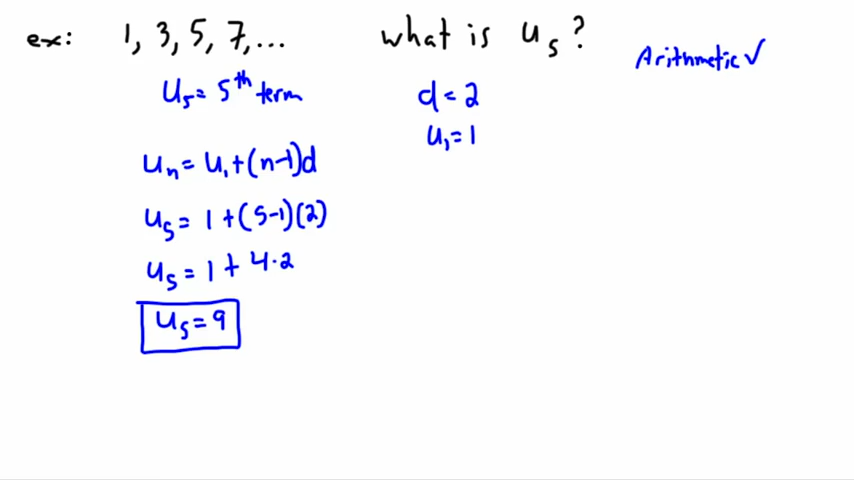 ex: 1, 3, 5, 7,... what is u₅?
Arithmetic ✓
U₅= 5ᵗʰ term
d = 2
u₁=1
Uₙ = U₁+(n-1)d
U₅ = 1 +(5-1)(2)
U₅ = 1 + 4·2
U₅ = 9